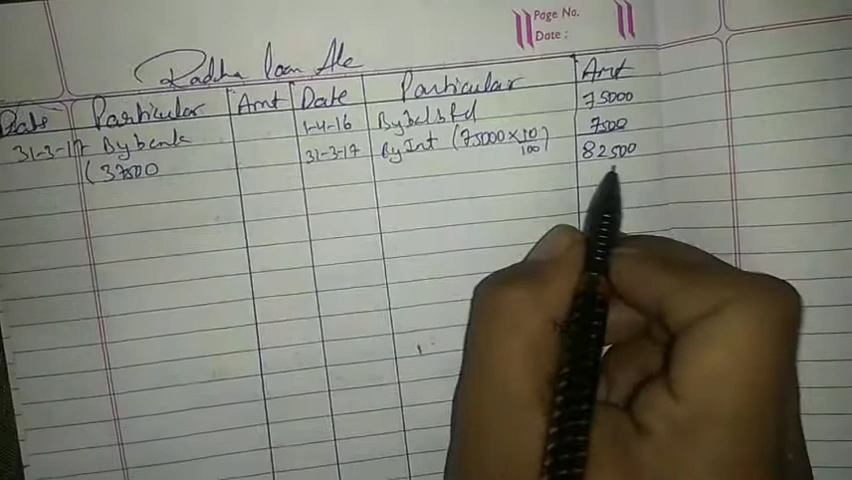 Page No.
Date :
Radha loan A/c
Date Particular Amt Date Particular Amt
1-4-16 By bal b/d 75000
31-3-17 By bank 31-3-17 By Int (75000 × 10/100) 7500
(37500 82500